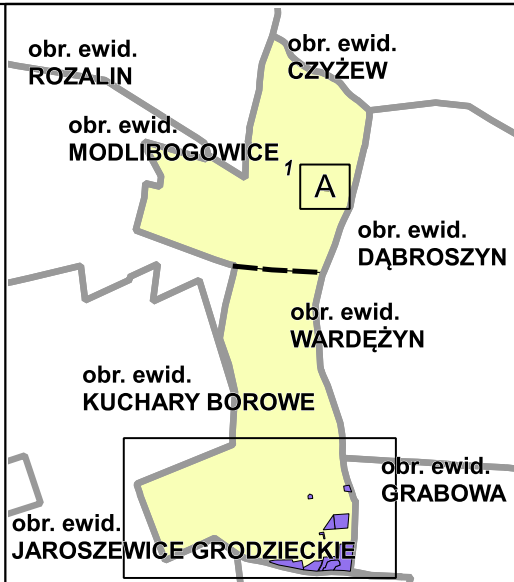 obr. ewid.
ROZALIN
obr. ewid.
CZYŻEW
obr. ewid.
MODLIBOGOWICE
1
A
obr. ewid.
DĄBROSZYN
obr. ewid.
WARDĘŻYN
obr. ewid.
KUCHARY BOROWE
obr. ewid.
GRABOWA
obr. ewid.
JAROSZEWICE GRODZIECKIE